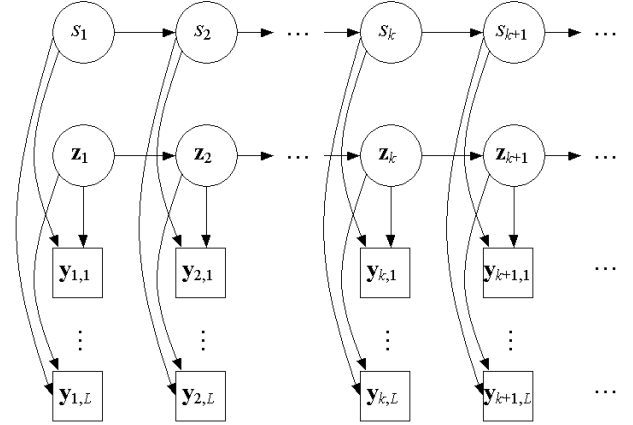 s1 s2 ... sk sk+1 ...
z1 z2 ... zk zk+1 ...
y1,1 y2,1 yk,1 yk+1,1 ...
⋮ ⋮ ⋮ ⋮
y1,L y2,L yk,L yk+1,L ...